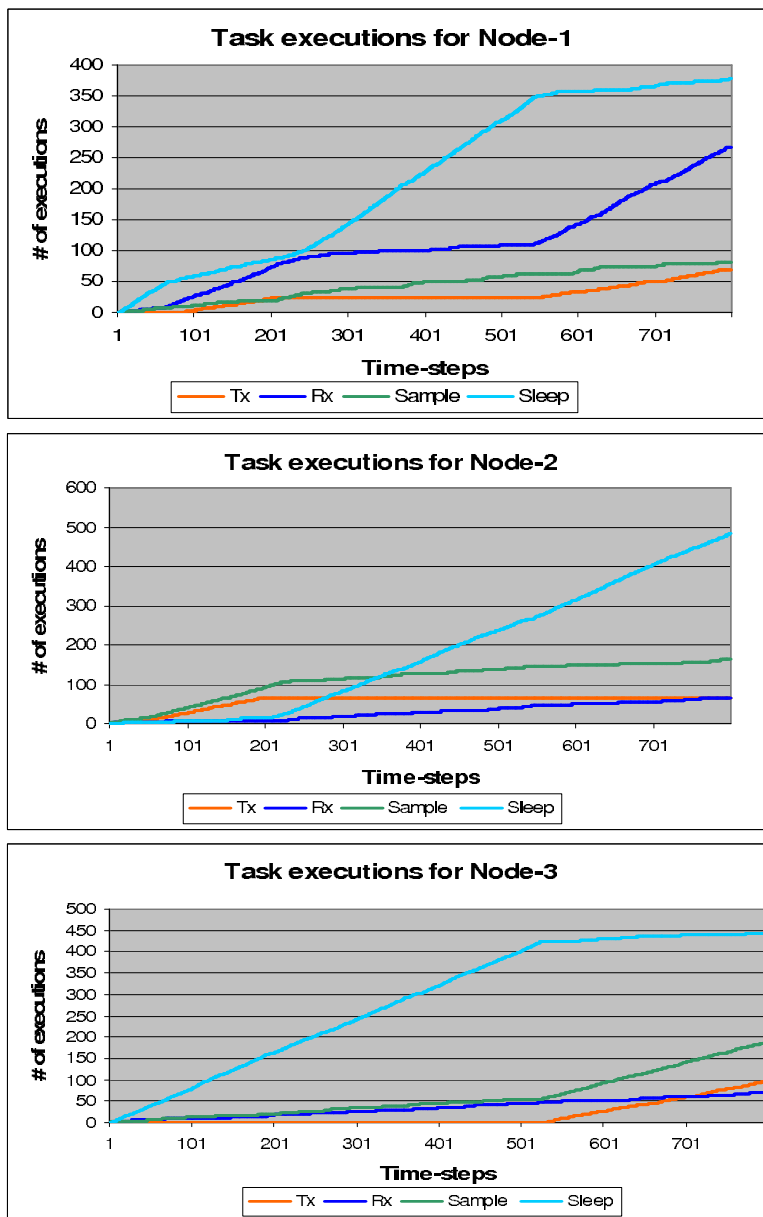 Task executions for Node-1
400
350
300
250
200
150
100
50
0
# of executions
1 101 201 301 401 501 601 701
Time-steps
Tx Rx Sample Sleep
Task executions for Node-2
600
500
400
300
200
100
0
# of executions
1 101 201 301 401 501 601 701
Time-steps
Tx Rx Sample Sleep
Task executions for Node-3
500
450
400
350
300
250
200
150
100
50
0
# of executions
1 101 201 301 401 501 601 701
Time-steps
Tx Rx Sample Sleep